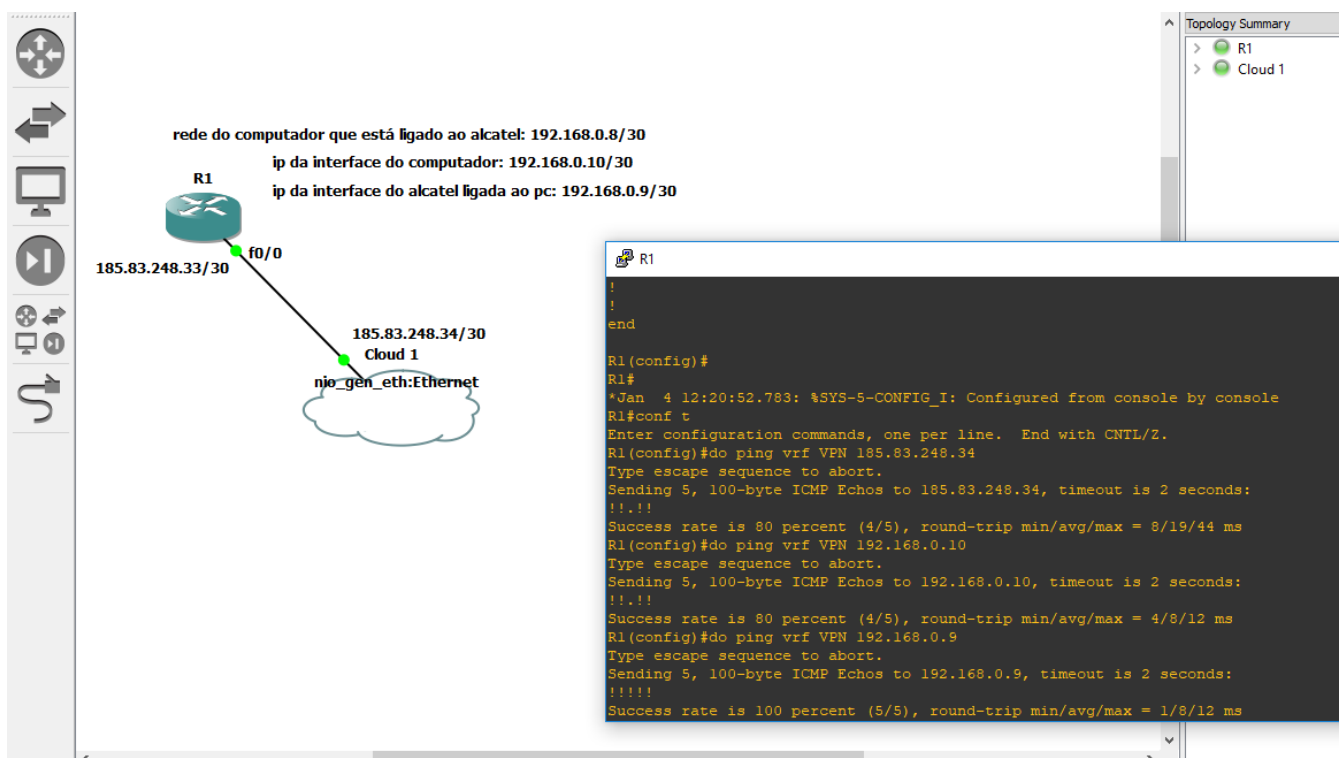 Topology Summary
R1
Cloud 1
rede do computador que está ligado ao alcatel: 192.168.0.8/30
ip da interface do computador: 192.168.0.10/30
R1
ip da interface do alcatel ligada ao pc: 192.168.0.9/30
f0/0
185.83.248.33/30
185.83.248.34/30
Cloud 1
nio_gen_eth:Ethernet
R1
!
!
end
R1(config)#
R1#
*Jan  4 12:20:52.783: %SYS-5-CONFIG_I: Configured from console by console
R1#conf t
Enter configuration commands, one per line.  End with CNTL/Z.
R1(config)#do ping vrf VPN 185.83.248.34
Type escape sequence to abort.
Sending 5, 100-byte ICMP Echos to 185.83.248.34, timeout is 2 seconds:
!!.!!
Success rate is 80 percent (4/5), round-trip min/avg/max = 8/19/44 ms
R1(config)#do ping vrf VPN 192.168.0.10
Type escape sequence to abort.
Sending 5, 100-byte ICMP Echos to 192.168.0.10, timeout is 2 seconds:
!!.!!
Success rate is 80 percent (4/5), round-trip min/avg/max = 4/8/12 ms
R1(config)#do ping vrf VPN 192.168.0.9
Type escape sequence to abort.
Sending 5, 100-byte ICMP Echos to 192.168.0.9, timeout is 2 seconds:
!!!!!
Success rate is 100 percent (5/5), round-trip min/avg/max = 1/8/12 ms